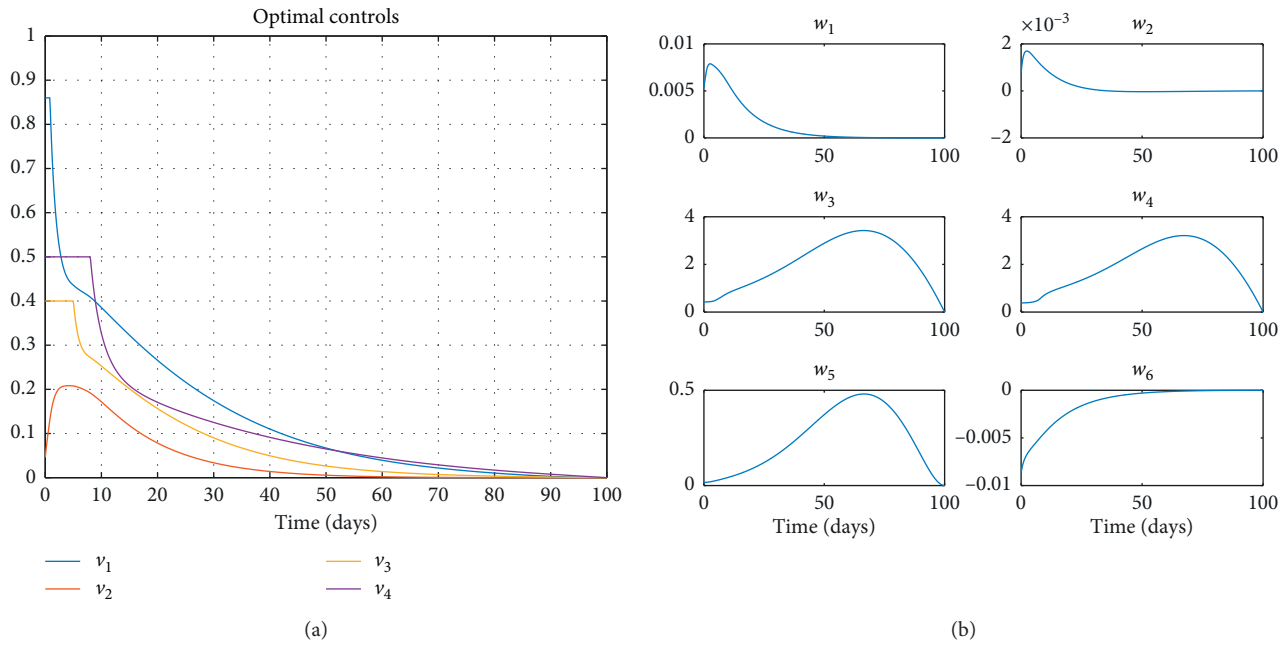 Optimal controls
1
0.9
0.8
0.7
0.6
0.5
0.4
0.3
0.2
0.1
0
0 10 20 30 40 50 60 70 80 90 100
Time (days)
v1 v3
v2 v4
(a)
w1
0.01
0.005
0
0 50 100
w2
×10−3
2
0
−2
0 50 100
w3
4
2
0
0 50 100
w4
4
2
0
0 50 100
w5
0.5
0
0 50 100
Time (days)
w6
0
−0.005
−0.01
0 50 100
Time (days)
(b)